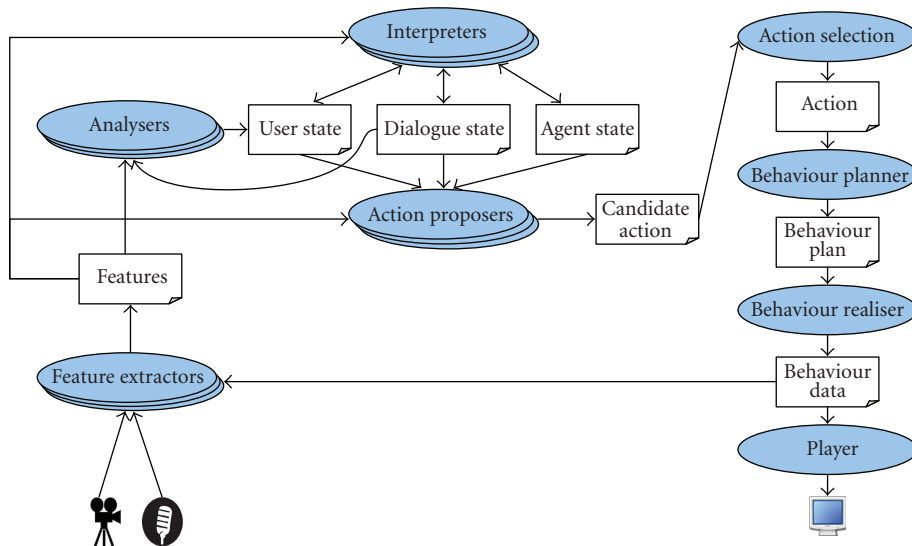 Interpreters
Action selection
Analysers
User state
Dialogue state
Agent state
Action
Behaviour planner
Action proposers
Candidate
action
Behaviour
plan
Features
Behaviour realiser
Feature extractors
Behaviour
data
Player